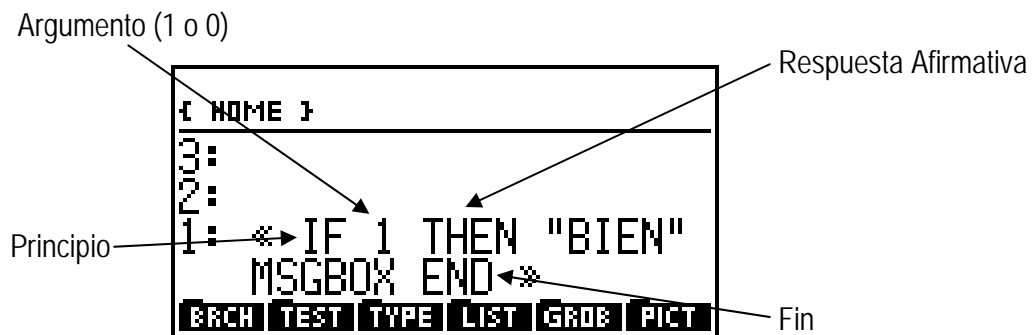 Argumento (1 o 0)
Respuesta Afirmativa
{ HOME }
3:
2:
1: « IF 1 THEN "BIEN"
Principio
MSGBOX END »
Fin
BRCH TEST TYPE LIST GROB PICT